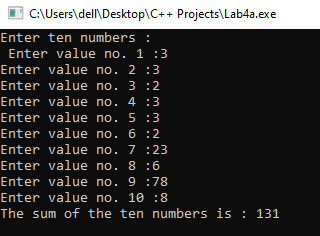 C:\Users\dell\Desktop\C++ Projects\Lab4a.exe
Enter ten numbers :
 Enter value no. 1 :3
Enter value no. 2 :3
Enter value no. 3 :2
Enter value no. 4 :3
Enter value no. 5 :3
Enter value no. 6 :2
Enter value no. 7 :23
Enter value no. 8 :6
Enter value no. 9 :78
Enter value no. 10 :8
The sum of the ten numbers is : 131